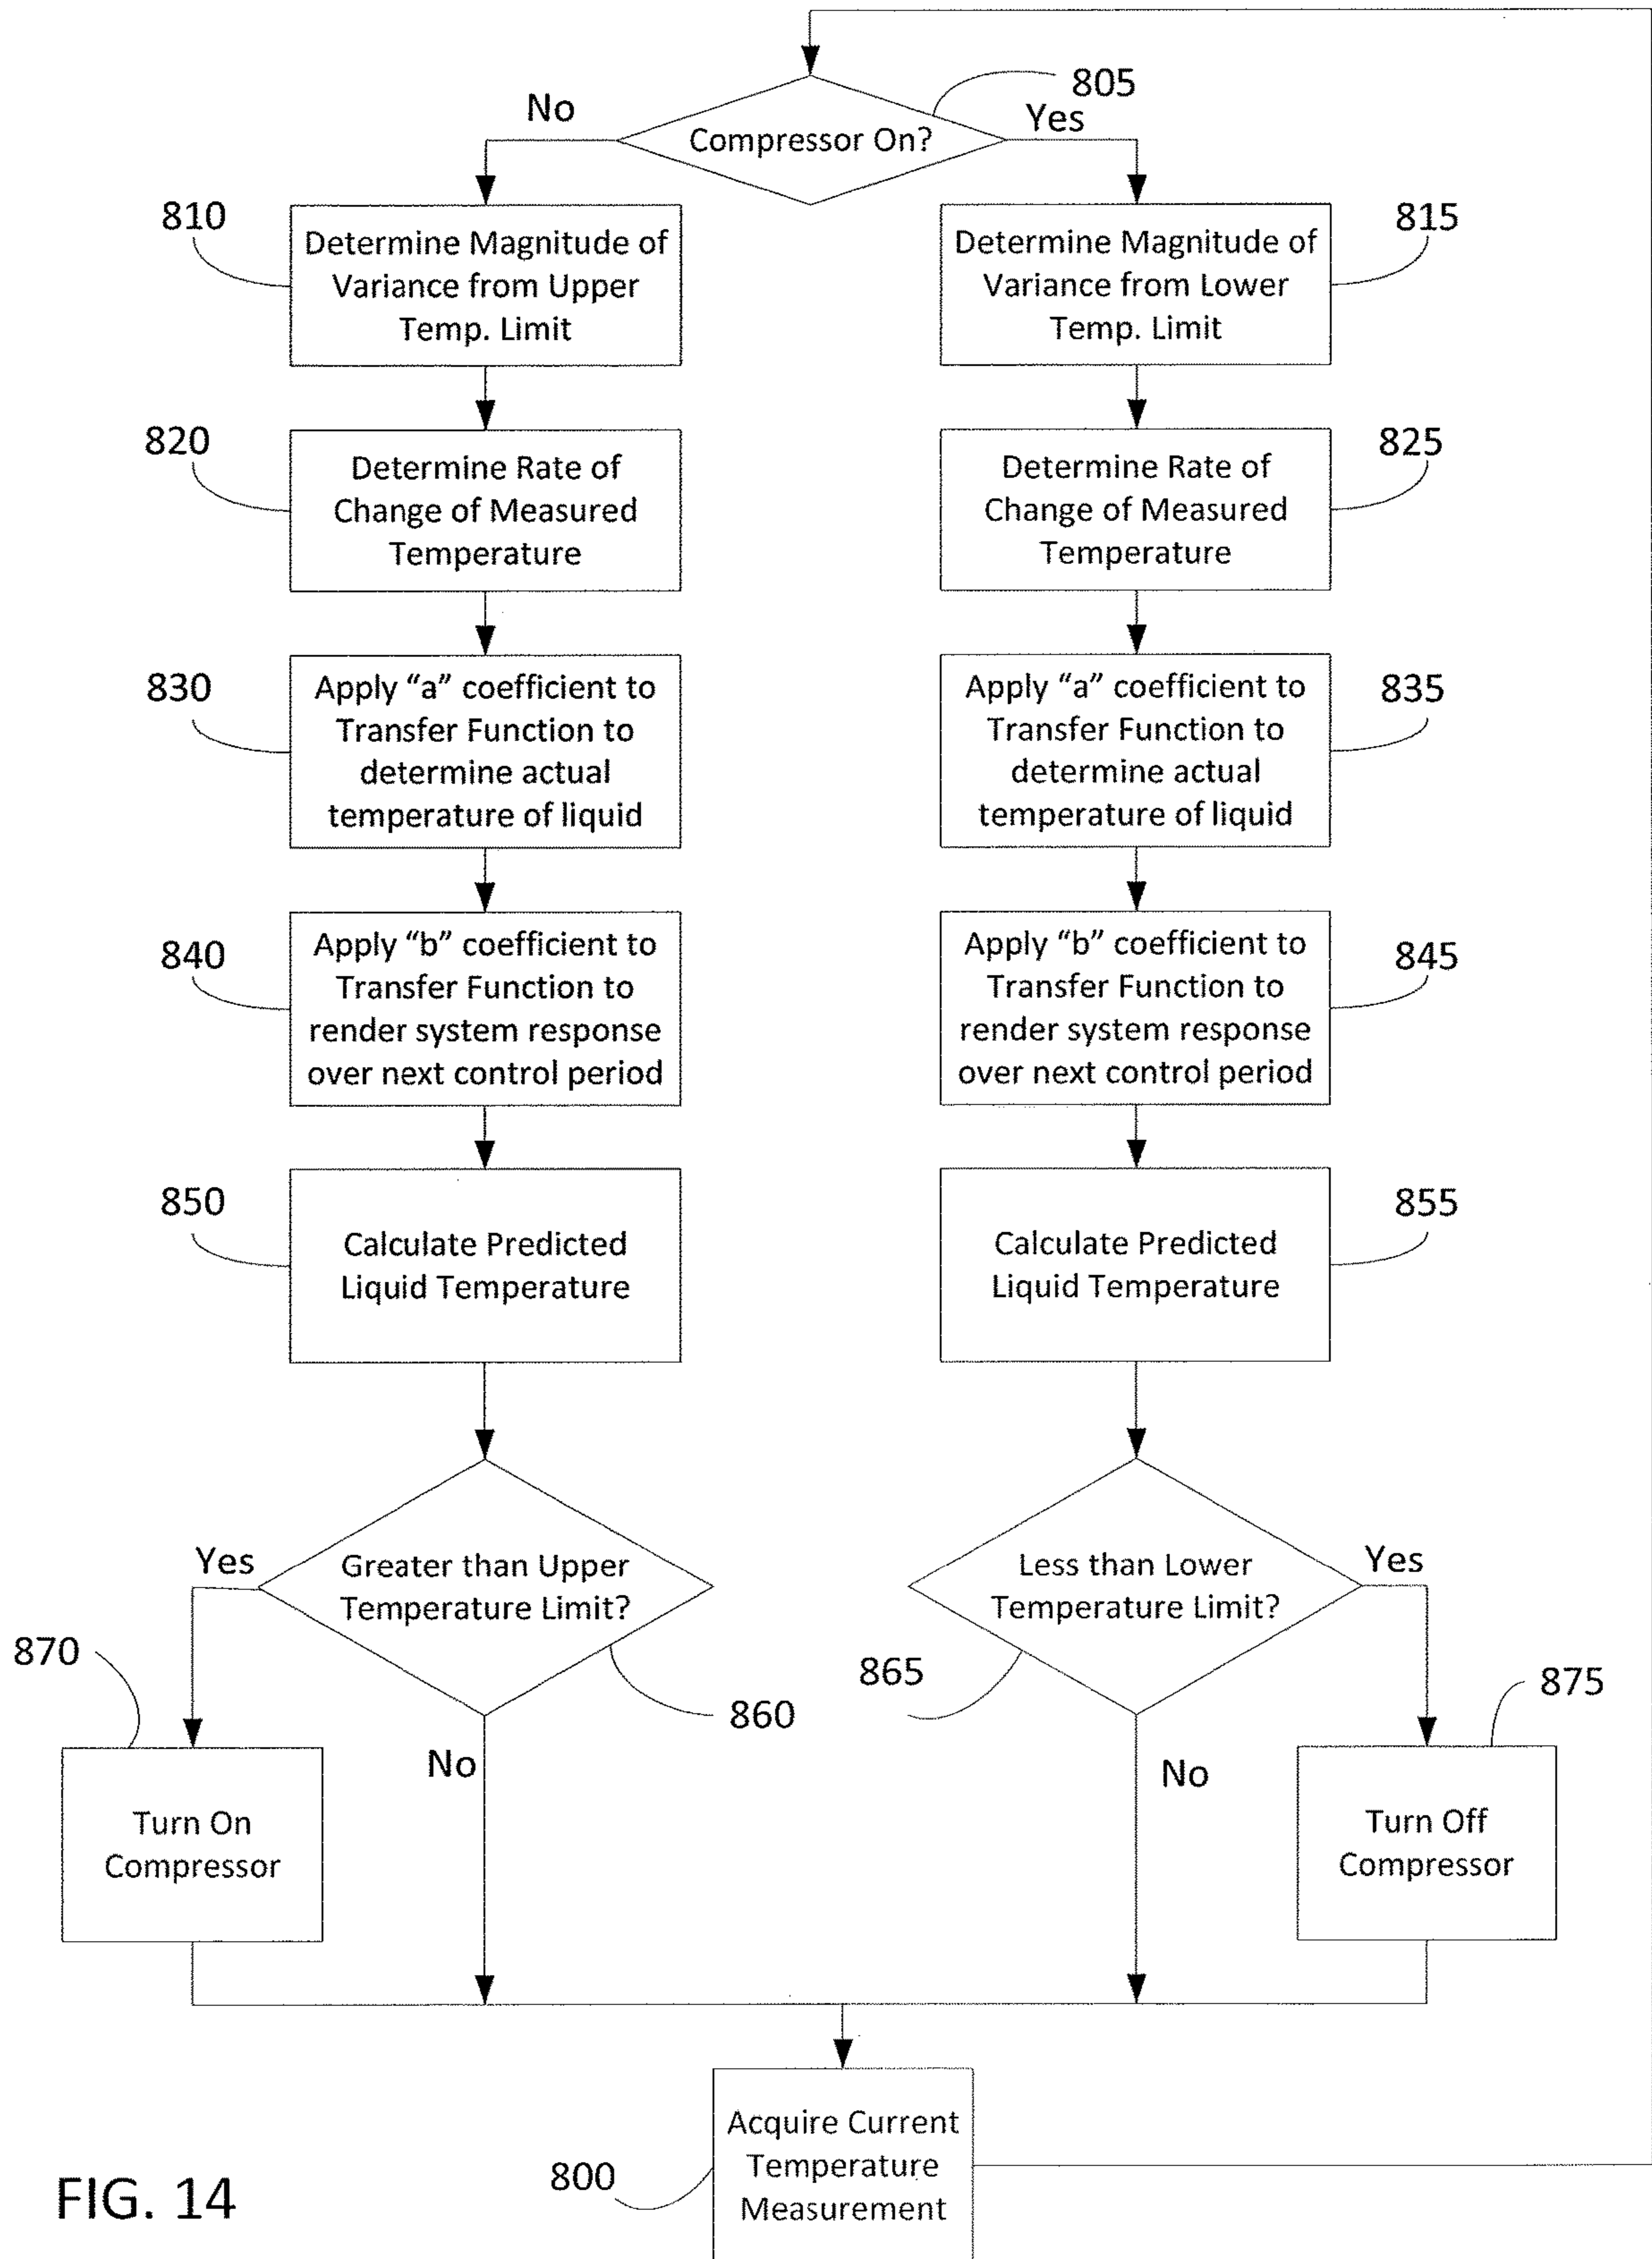 805
No
Yes
Compressor On?
810
Determine Magnitude of
Variance from Upper
Temp. Limit
Determine Magnitude of
Variance from Lower
Temp. Limit
815
820
Determine Rate of
Change of Measured
Temperature
Determine Rate of
Change of Measured
Temperature
825
830
Apply “a” coefficient to
Transfer Function to
determine actual
temperature of liquid
Apply “a” coefficient to
Transfer Function to
determine actual
temperature of liquid
835
840
Apply “b” coefficient to
Transfer Function to
render system response
over next control period
Apply “b” coefficient to
Transfer Function to
render system response
over next control period
845
850
Calculate Predicted
Liquid Temperature
Calculate Predicted
Liquid Temperature
855
Yes
Greater than Upper
Temperature Limit?
Less than Lower
Temperature Limit?
Yes
870
860
865
875
No
No
Turn On
Compressor
Turn Off
Compressor
800
Acquire Current
Temperature
Measurement
FIG. 14